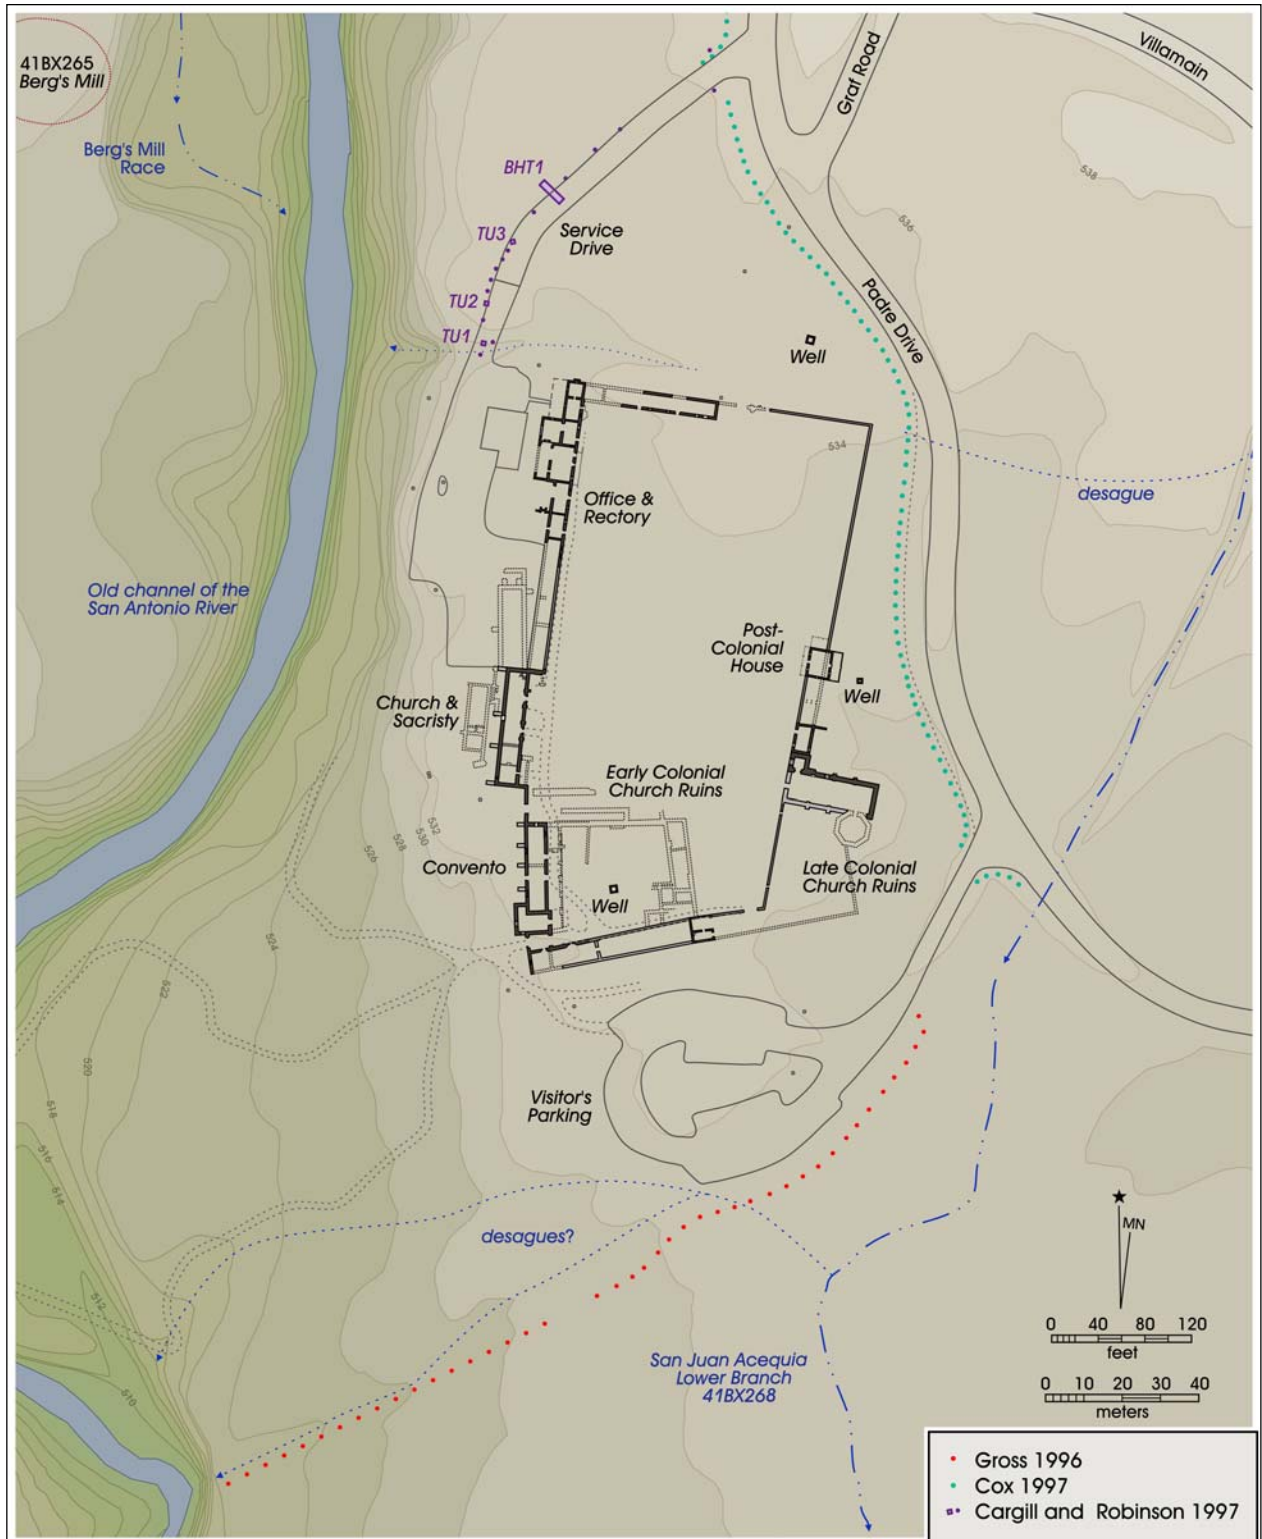 41BX265
Berg's Mill
Berg's Mill
Race
Graf Road
Villamain
538
536
BHT1
TU3
Service
Drive
TU2
TU1
Padre Drive
Well
534
desague
Office &
Rectory
Old channel of the
San Antonio River
Post-
Colonial
House
Well
Church &
Sacristy
Early Colonial
Church Ruins
532
530
528
526
Convento
Well
Late Colonial
Church Ruins
524
522
520
518
516
514
512
510
Visitor's
Parking
desagues?
MN
San Juan Acequia
Lower Branch
41BX268
0 40 80 120
feet
0 10 20 30 40
meters
Gross 1996
Cox 1997
Cargill and Robinson 1997